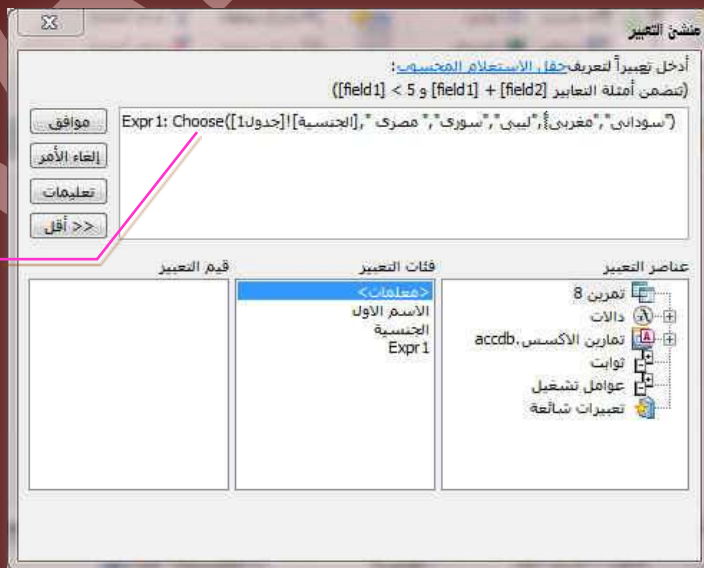 منشئ التعبير
أدخل تعبيراً لتعريف حقل الاستعلام المحسوب:
(تتضمن أمثلة التعابير [field1] + [field2] و [field1] < 5)
Expr1: Choose([جدول1]![الجنسية]," مصرى ","سورى","ليبى","مغربى","سودانى")
موافق
إلغاء الأمر
تعليمات
<< أقل
عناصر التعبير
تمرين 8
دالات
تمارين الاكسس.accdb
ثوابت
عوامل تشغيل
تعبيرات شائعة
فئات التعبير
<معلمات>
الاسم الاول
الجنسية
Expr1
قيم التعبير